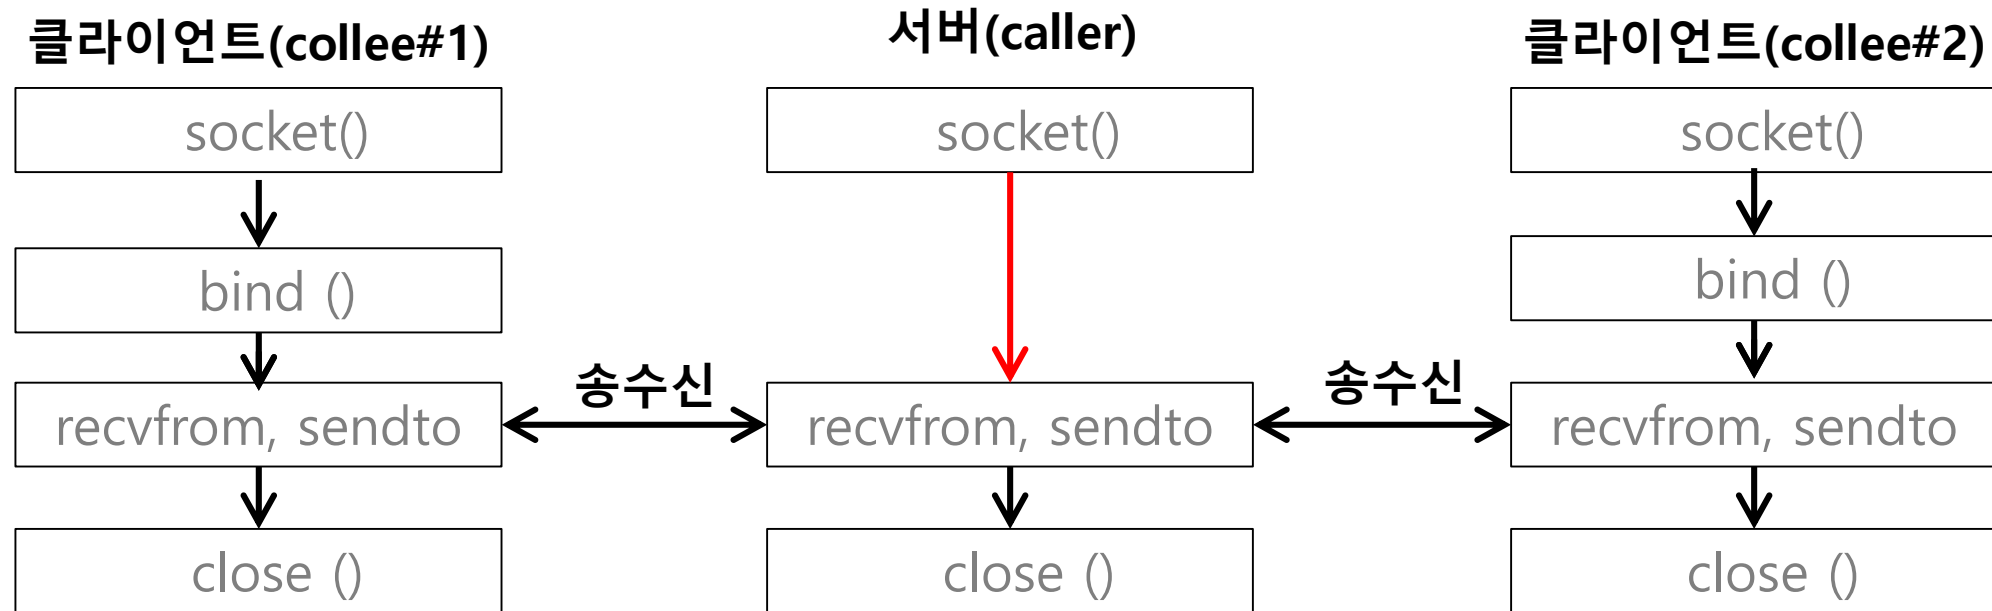 클라이언트(collee#1)
서버(caller)
클라이언트(collee#2)
socket()
socket()
socket()
bind ()
bind ()
송수신
송수신
recvfrom, sendto
recvfrom, sendto
recvfrom, sendto
close ()
close ()
close ()